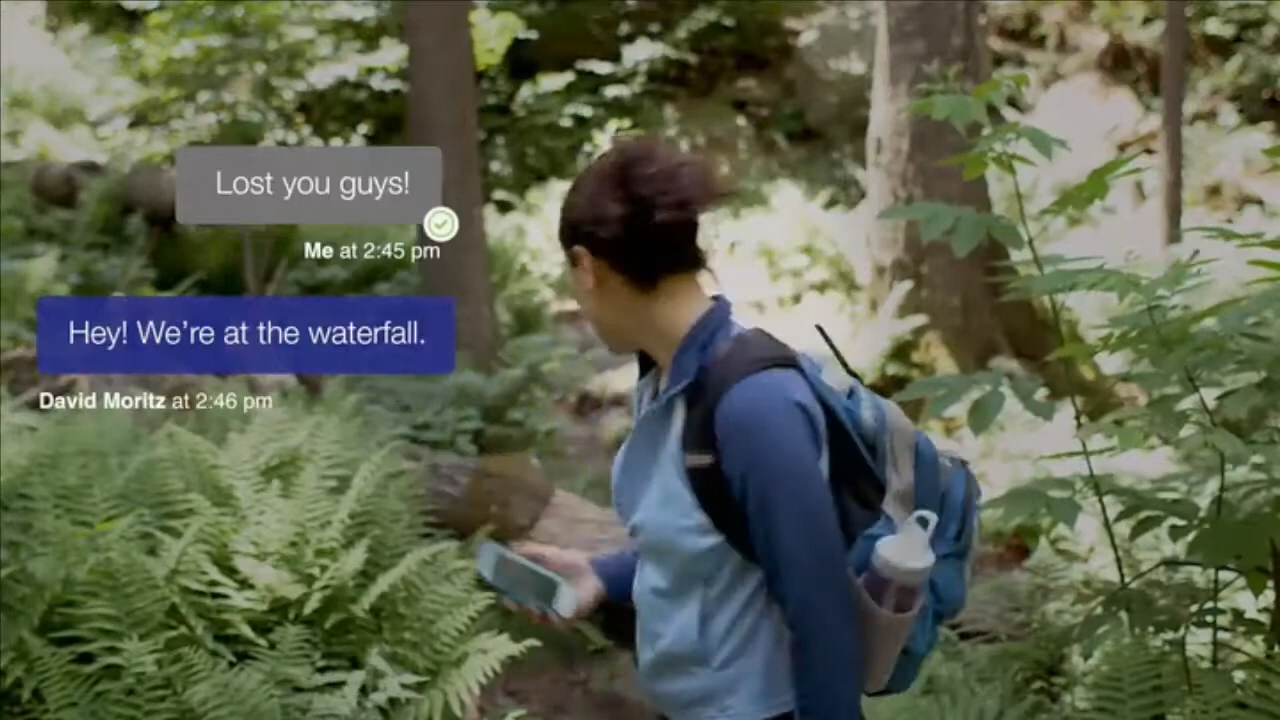 Lost you guys!
Me at 2:45 pm
Hey! We're at the waterfall.
David Moritz at 2:46 pm